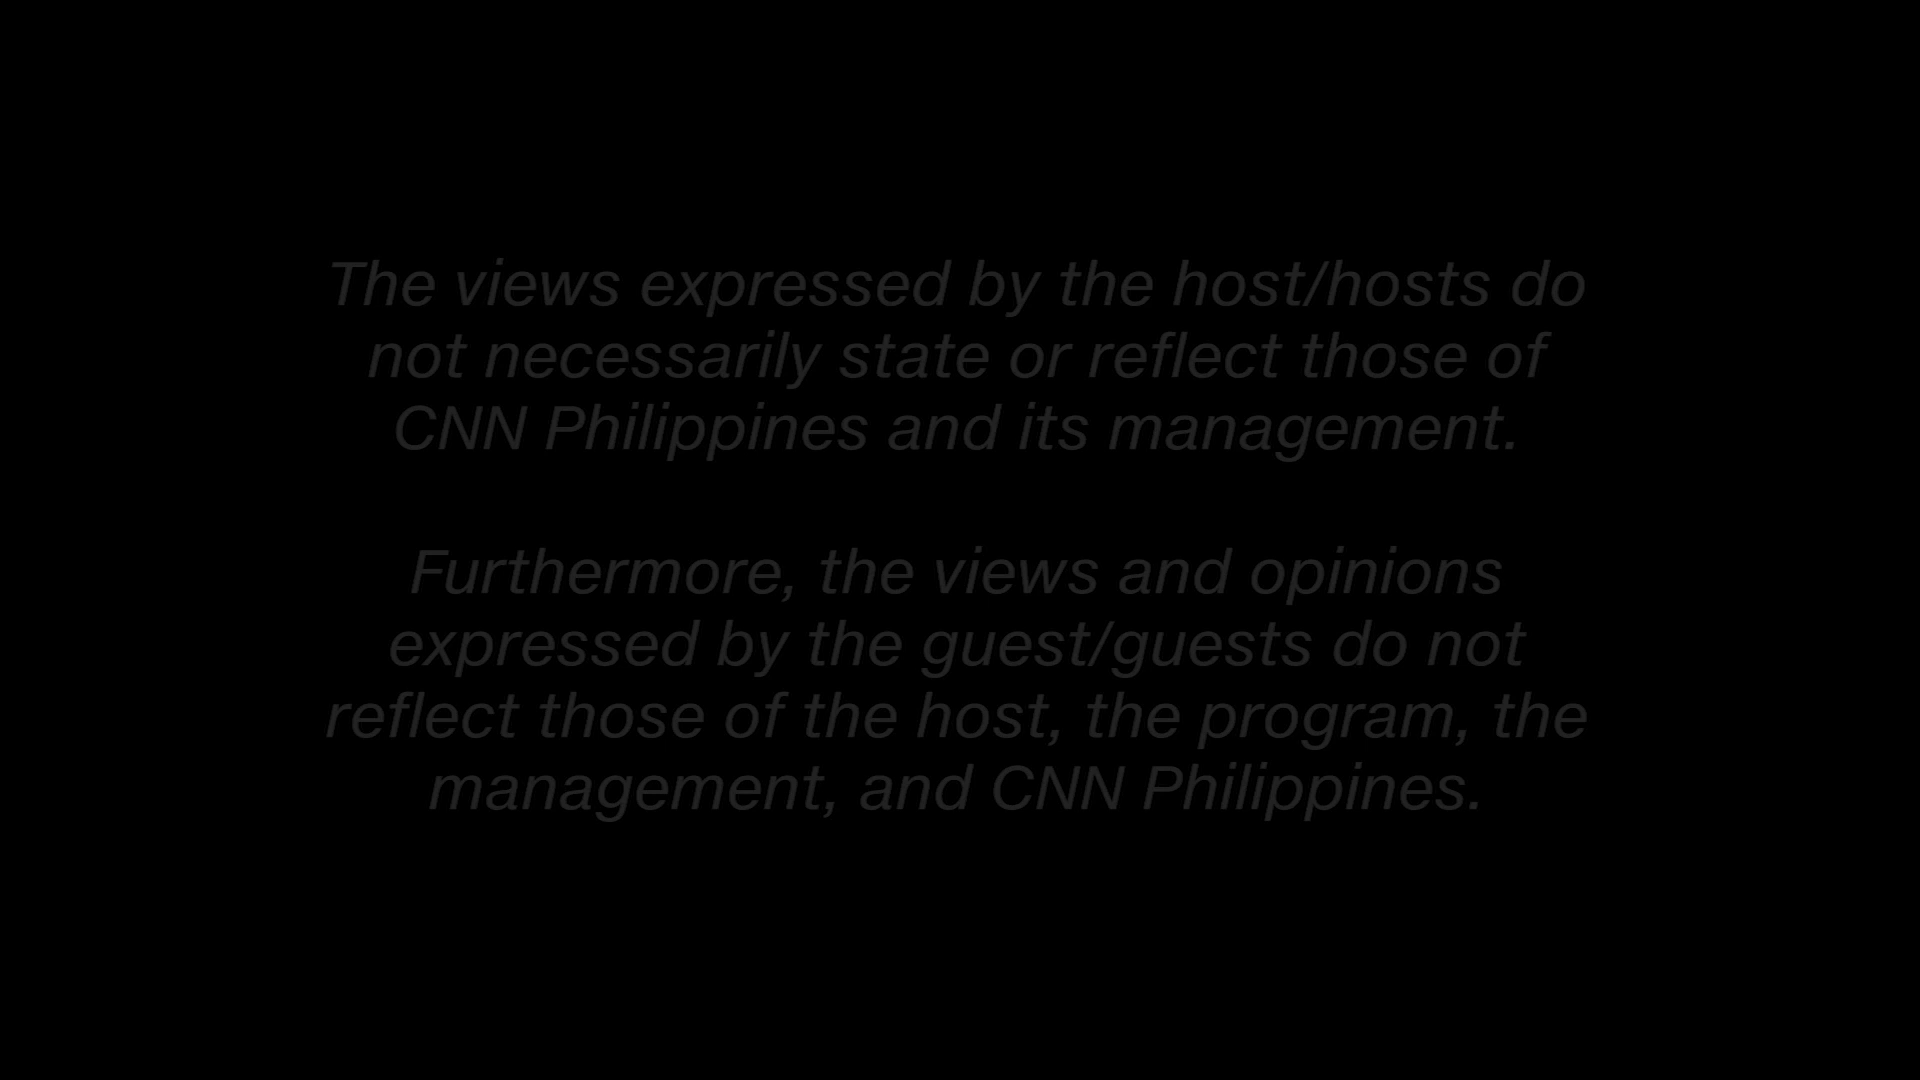 The views expressed by the host/hosts do
not necessarily state or reflect those of
CNN Philippines and its management.
Furthermore, the views and opinions
expressed by the guest/guests do not
reflect those of the host, the program, the
management, and CNN Philippines.